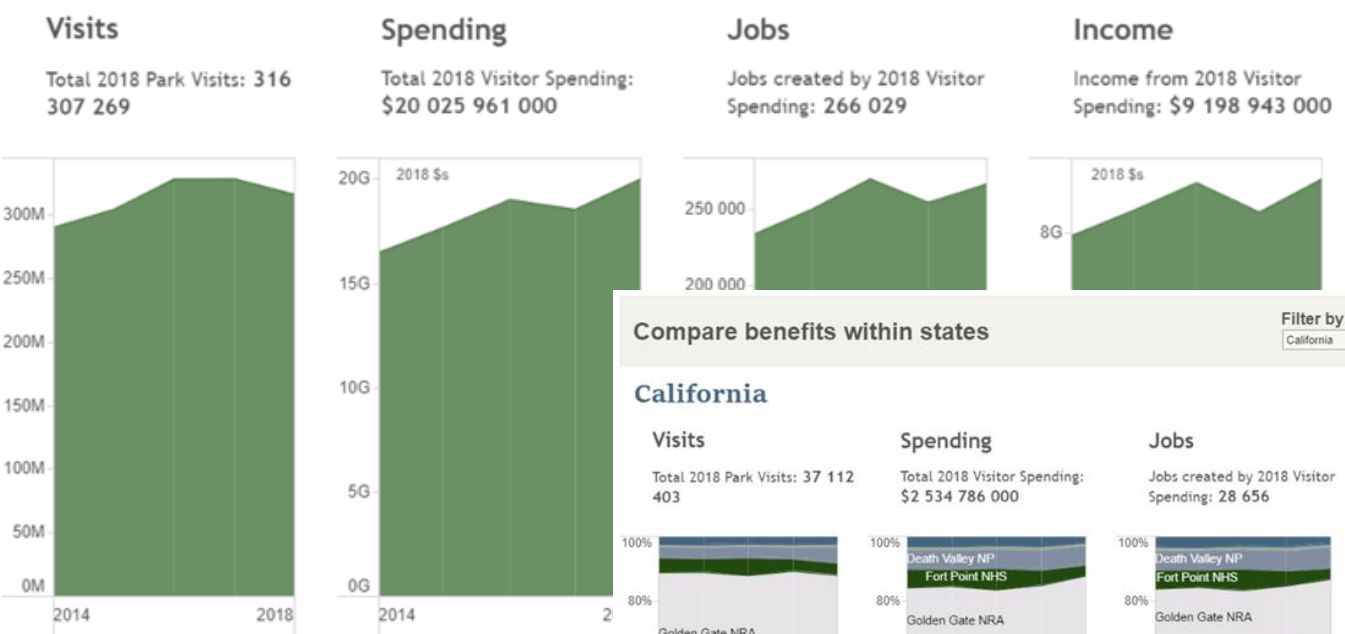 Visits
Total 2018 Park Visits: 316
307 269
300M
250M
200M
150M
100M
50M
0M
2014
2018
Spending
Total 2018 Visitor Spending:
$20 025 961 000
2018 $s
20G
15G
10G
5G
0G
2014
Jobs
Jobs created by 2018 Visitor
Spending: 266 029
250 000
200 000
Income
Income from 2018 Visitor
Spending: $9 198 943 000
2018 $s
8G
Compare benefits within states
Filter by
California
California
Visits
Total 2018 Park Visits: 37 112
403
100%
80%
Golden Gate NRA
Spending
Total 2018 Visitor Spending:
$2 534 786 000
100%
Death Valley NP
Fort Point NHS
80%
Golden Gate NRA
Jobs
Jobs created by 2018 Visitor
Spending: 28 656
100%
Death Valley NP
Fort Point NHS
80%
Golden Gate NRA